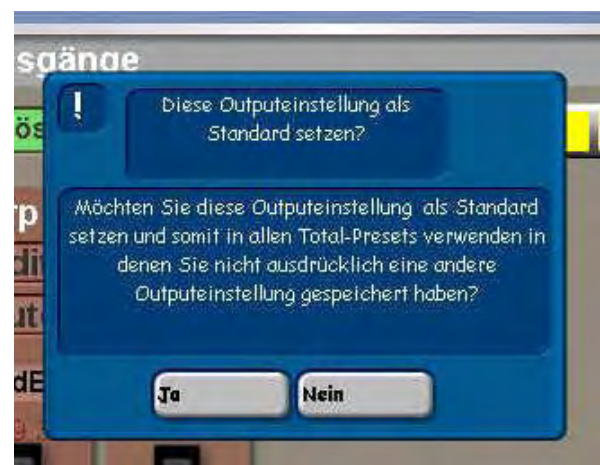 sgänge
!
Diese Outputeinstellung als
Standard setzen?
Möchten Sie diese Outputeinstellung als Standard
setzen und somit in allen Total-Presets verwenden in
denen Sie nicht ausdrücklich eine andere
Outputeinstellung gespeichert haben?
Ja Nein